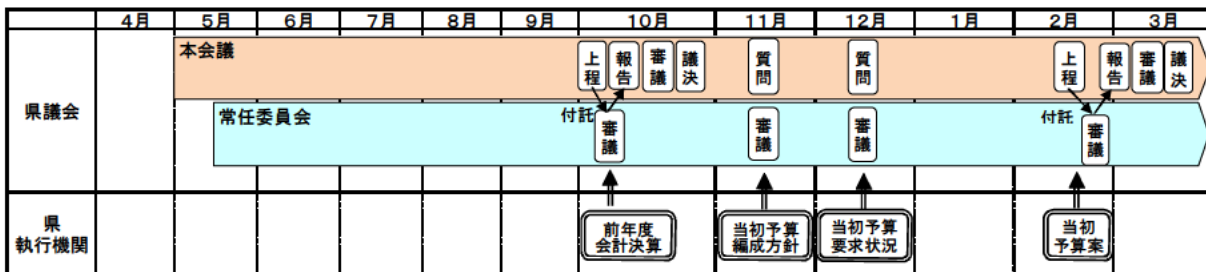 4月 5月 6月 7月 8月 9月 10月 11月 12月 1月 2月 3月
県議会
本会議
上程 報告 審議 議決 質問 質問 上程 報告 審議 議決
常任委員会
付託 付託
審議 審議 審議 審議
県
執行機関
前年度
会計決算
当初予算
編成方針
当初予算
要求状況
当初
予算案